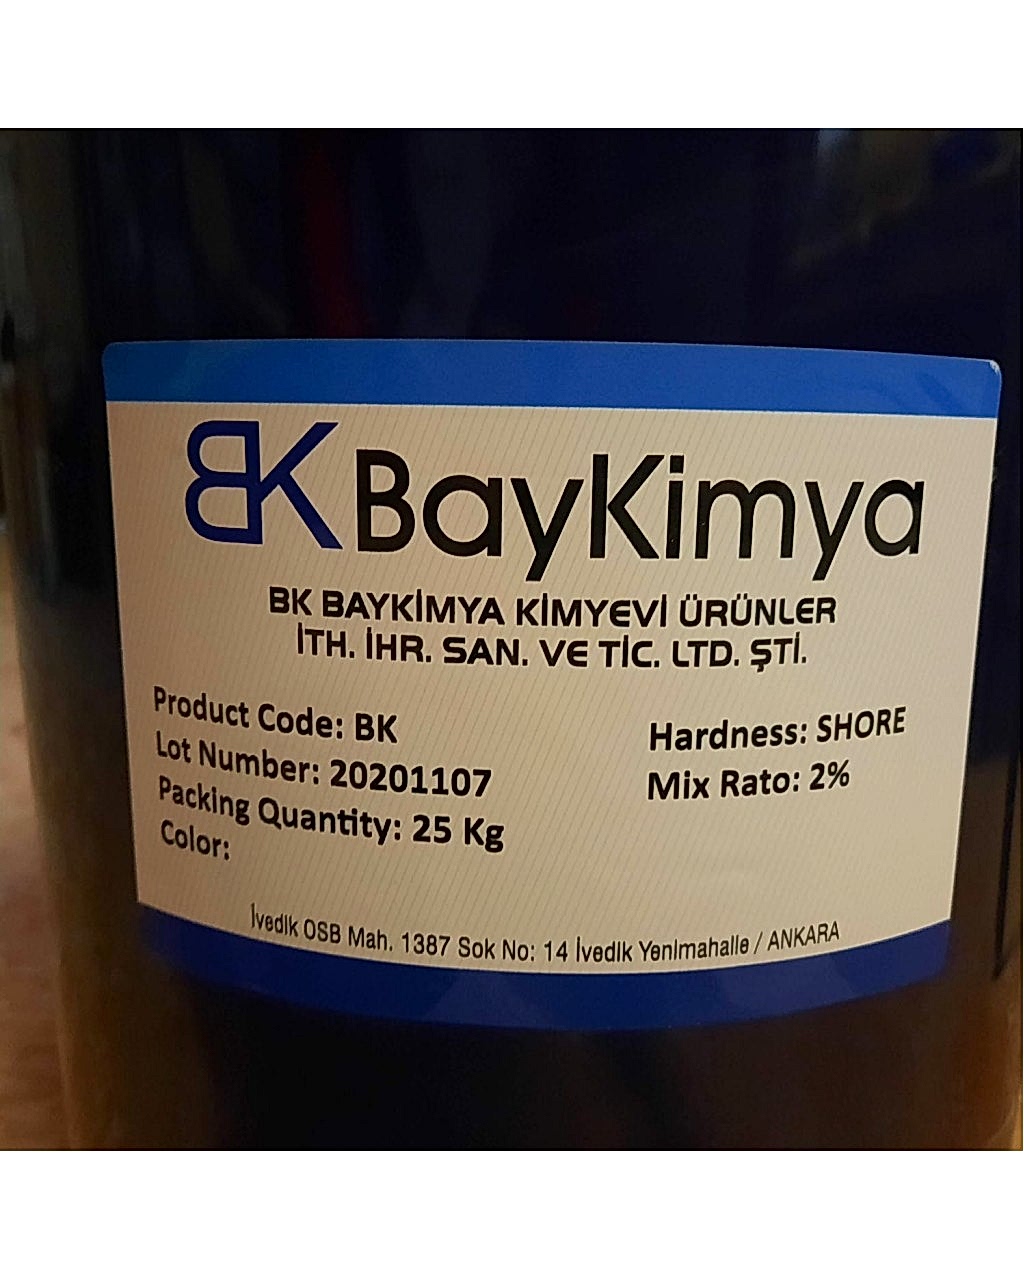 BK BayKimya
BK BAYKİMYA KİMYEVİ ÜRÜNLER
İTH. İHR. SAN. VE TİC. LTD. ŞTİ.
Product Code: BK
Lot Number: 20201107
Packing Quantity: 25 Kg
Color:
Hardness: SHORE
Mix Rato: 2%
İvedik OSB Mah. 1387 Sok No: 14 İvedik Yenimahalle / ANKARA